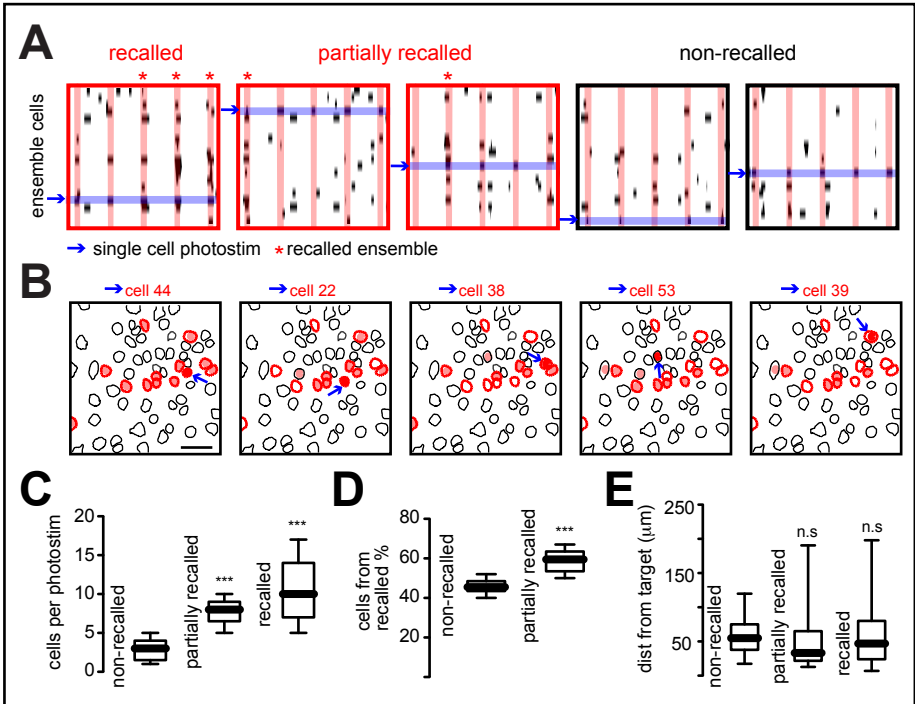 A
recalled
partially recalled
non-recalled
* * * *
*
ensemble cells
→ single cell photostim * recalled ensemble
B
→ cell 44
→ cell 22
→ cell 38
→ cell 53
→ cell 39
C
cells per photostim
20
15
10
5
0
non-recalled
partially recalled
recalled
***
***
D
cells from
recalled %
80
60
40
20
non-recalled
partially recalled
***
E
dist from target (µm)
250
150
50
non-recalled
partially recalled
recalled
n.s
n.s